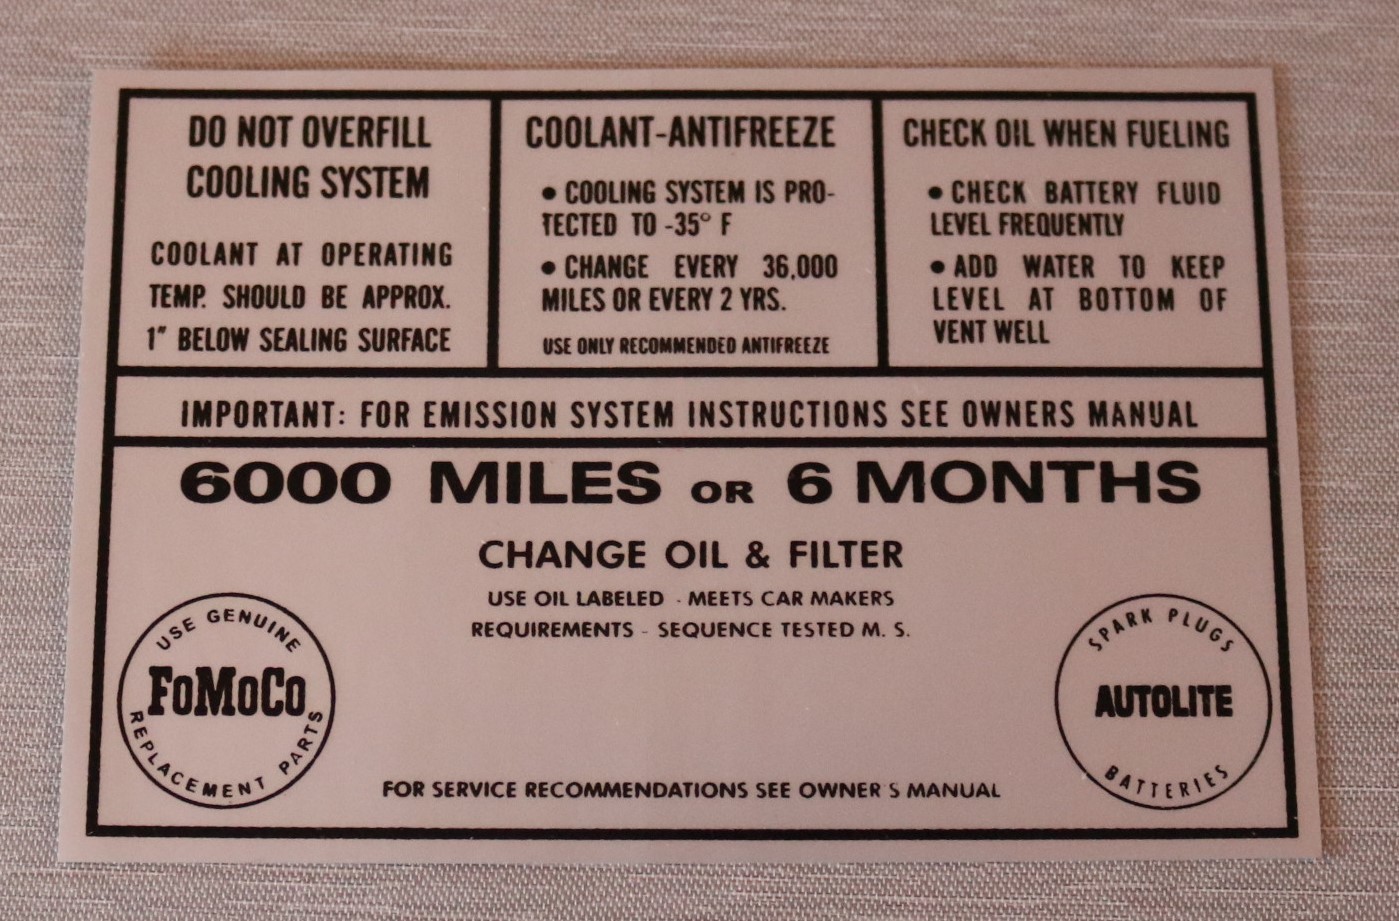 DO NOT OVERFILL
COOLING SYSTEM
COOLANT AT OPERATING
TEMP. SHOULD BE APPROX.
1" BELOW SEALING SURFACE
COOLANT-ANTIFREEZE
• COOLING SYSTEM IS PRO-
TECTED TO -35° F
• CHANGE EVERY 36,000
MILES OR EVERY 2 YRS.
USE ONLY RECOMMENDED ANTIFREEZE
CHECK OIL WHEN FUELING
• CHECK BATTERY FLUID
LEVEL FREQUENTLY
• ADD WATER TO KEEP
LEVEL AT BOTTOM OF
VENT WELL
IMPORTANT: FOR EMISSION SYSTEM INSTRUCTIONS SEE OWNERS MANUAL
6000 MILES OR 6 MONTHS
CHANGE OIL & FILTER
USE OIL LABELED - MEETS CAR MAKERS
REQUIREMENTS - SEQUENCE TESTED M. S.
USE GENUINE
FoMoCo
REPLACEMENT PARTS
SPARK PLUGS
AUTOLITE
BATTERIES
FOR SERVICE RECOMMENDATIONS SEE OWNER'S MANUAL